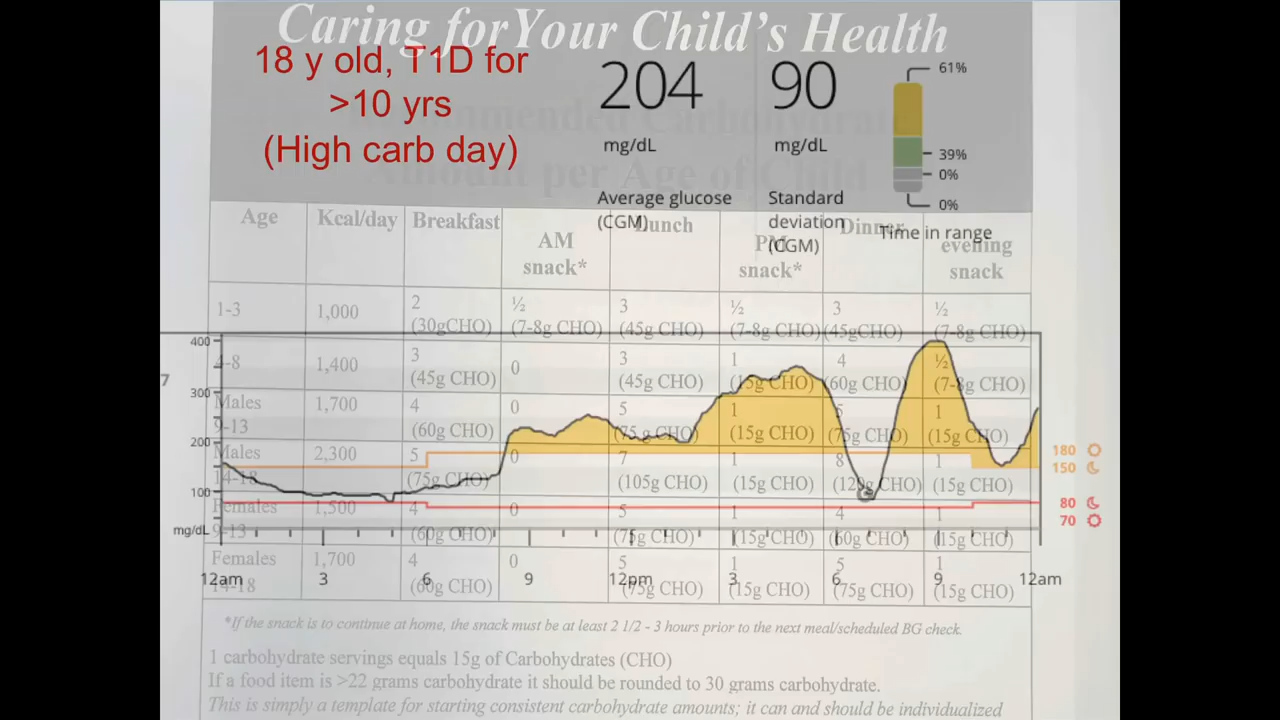 Caring for Your Child's Health
18 y old, T1D for
>10 yrs
(High carb day)
204
mg/dL
Average glucose
(CGM)
90
mg/dL
Standard
deviation
(CGM)
61%
39%
0%
0%
Time in range
Recommended Carbohydrate
Amount per Age of Child
Age Kcal/day Breakfast AM snack* Lunch PM snack* Dinner evening snack
1-3 1,000 2 (30gCHO) ½ (7-8g CHO) 3 (45g CHO) ½ (7-8g CHO) 3 (45gCHO) ½ (7-8g CHO)
4-8 1,400 3 (45g CHO) 0 3 (45g CHO) 1 (15g CHO) 4 (60g CHO) ½ (7-8g CHO)
Males 9-13 1,700 4 (60g CHO) 0 5 (75 g CHO) 1 (15g CHO) 5 (75g CHO) 1 (15g CHO)
Males 14-18 2,300 5 (75g CHO) 0 7 (105g CHO) 1 (15g CHO) 8 (120g CHO) 1 (15g CHO)
Females 9-13 1,500 4 (60g CHO) 0 5 (75g CHO) 1 (15g CHO) 4 (60g CHO) 1 (15g CHO)
Females 14-18 1,700 4 (60g CHO) 0 5 (75g CHO) 1 (15g CHO) 5 (75g CHO) 1 (15g CHO)
7
400
300
200
100
mg/dL
180
150
80
70
12am 3 6 9 12pm 3 6 9 12am
*If the snack is to continue at home, the snack must be at least 2 1/2 - 3 hours prior to the next meal/scheduled BG check.
1 carbohydrate servings equals 15g of Carbohydrates (CHO)
If a food item is >22 grams carbohydrate it should be rounded to 30 grams carbohydrate.
This is simply a template for starting consistent carbohydrate amounts; it can and should be individualized